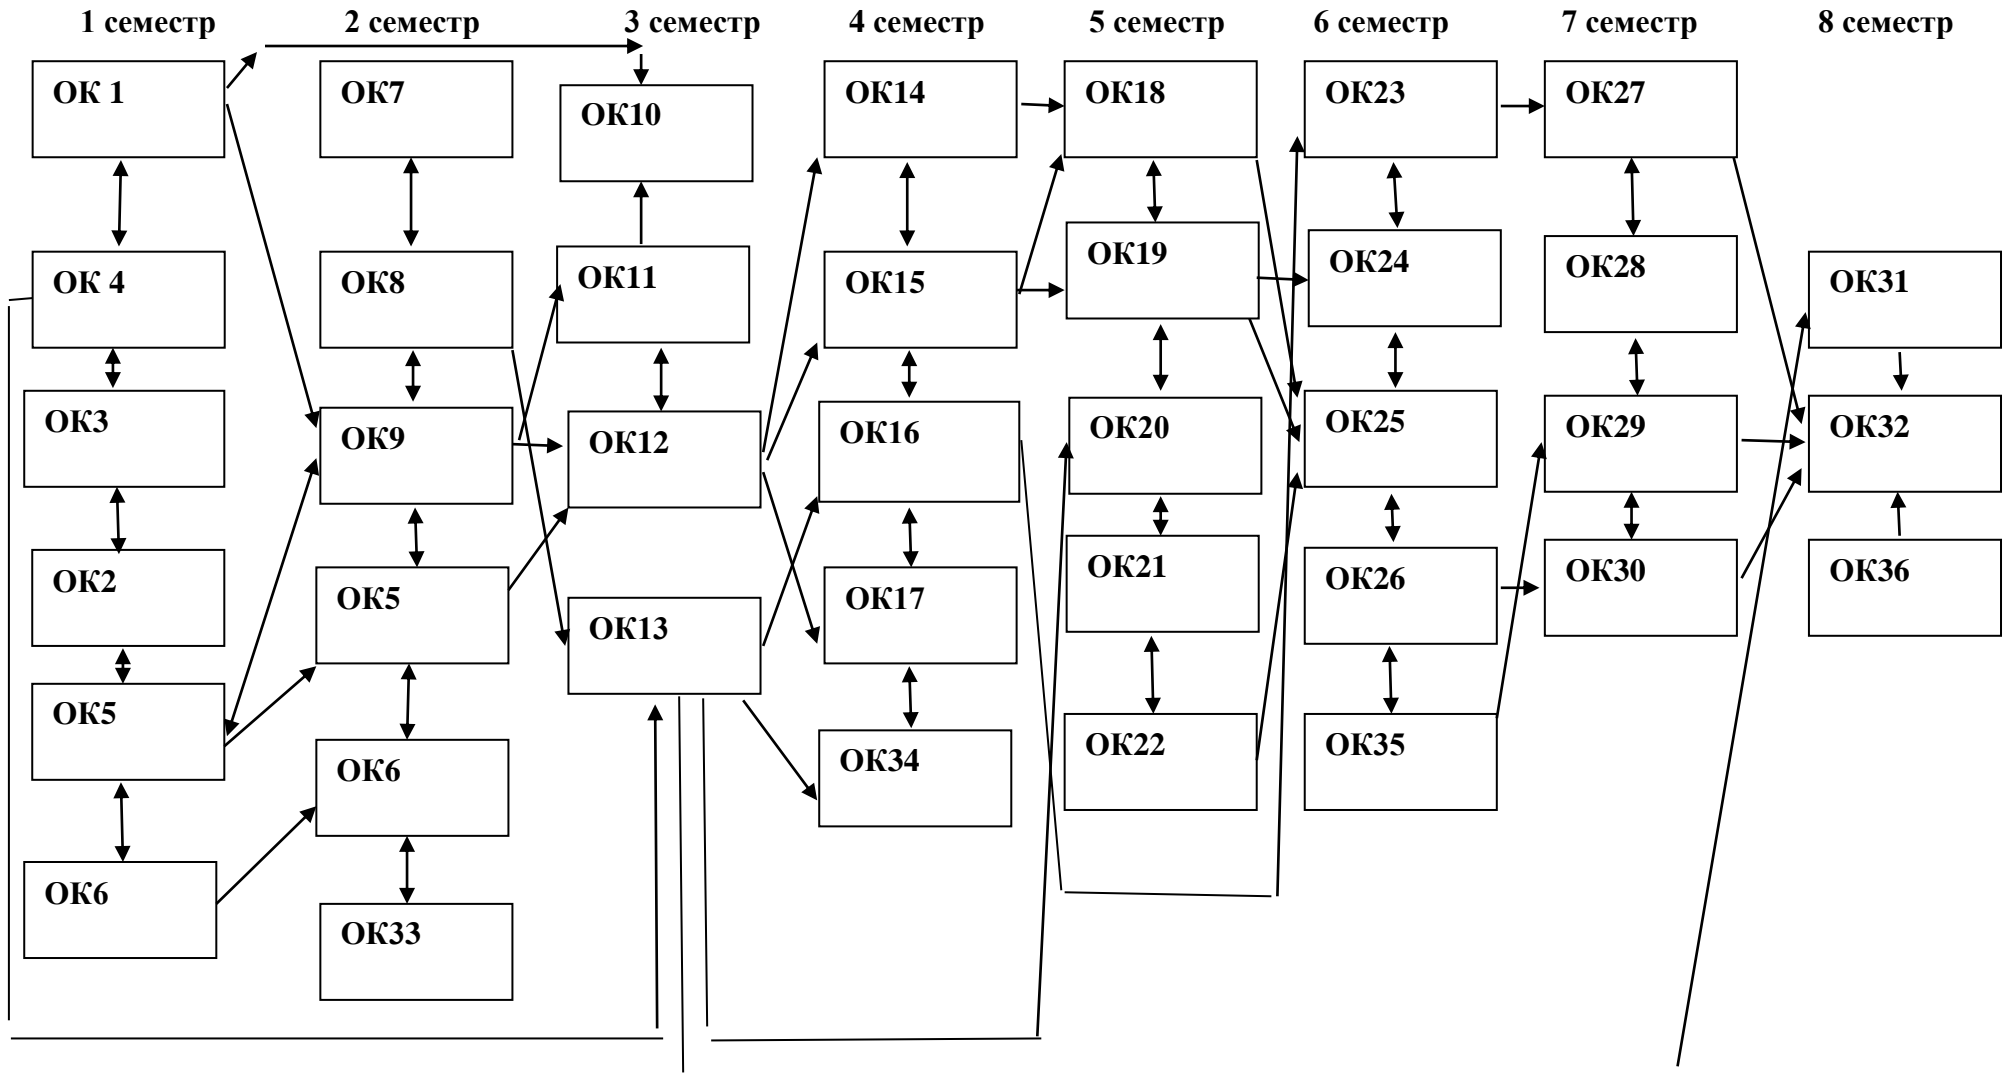 1 семестр
2 семестр
3 семестр
4 семестр
5 семестр
6 семестр
7 семестр
8 семестр
ОК 1
ОК 4
ОК3
ОК2
ОК5
ОК6
ОК7
ОК8
ОК9
ОК5
ОК6
ОК33
ОК10
ОК11
ОК12
ОК13
ОК14
ОК15
ОК16
ОК17
ОК34
ОК18
ОК19
ОК20
ОК21
ОК22
ОК23
ОК24
ОК25
ОК26
ОК35
ОК27
ОК28
ОК29
ОК30
ОК31
ОК32
ОК36